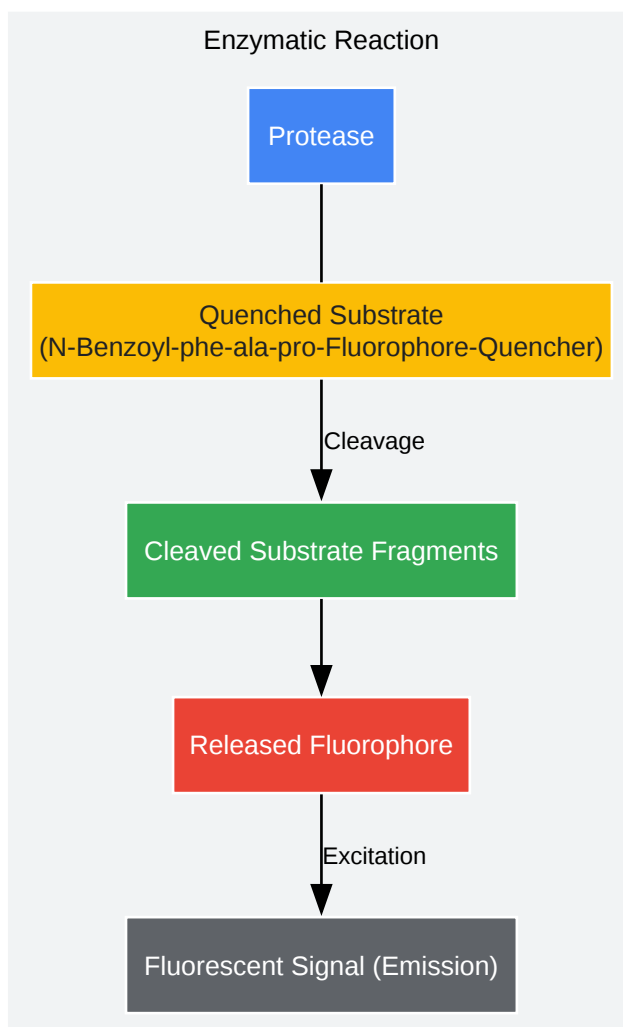 Enzymatic Reaction
Protease
Quenched Substrate
(N-Benzoyl-phe-ala-pro-Fluorophore-Quencher)
Cleavage
Cleaved Substrate Fragments
Released Fluorophore
Excitation
Fluorescent Signal (Emission)